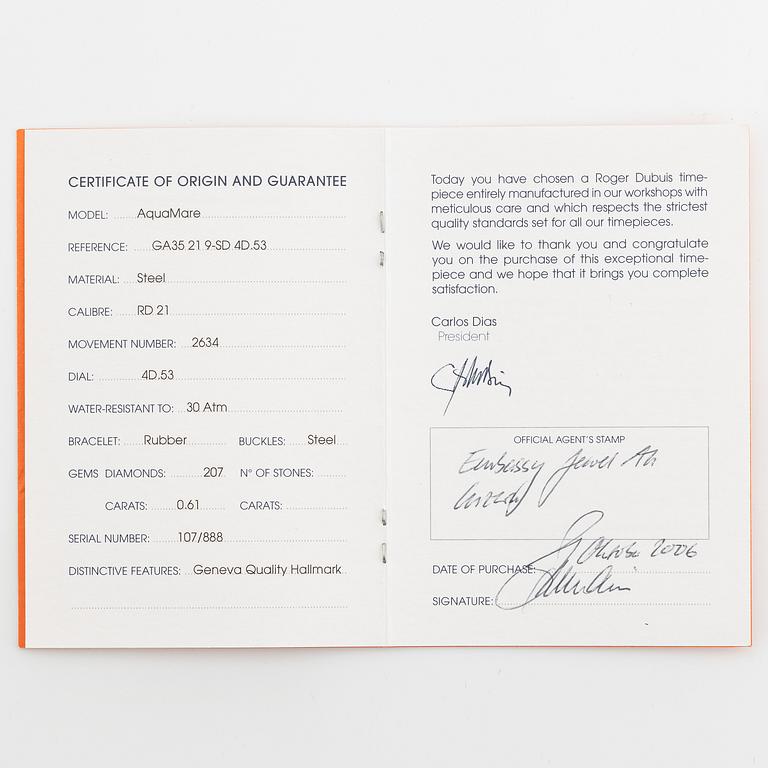 CERTIFICATE OF ORIGIN AND GUARANTEE
MODEL: AquaMare
REFERENCE: GA35 21 9-SD 4D.53
MATERIAL: Steel
CALIBRE: RD 21
MOVEMENT NUMBER: 2634
DIAL: 4D.53
WATER-RESISTANT TO: 30 Atm
BRACELET: Rubber BUCKLES: Steel
GEMS DIAMONDS: 207 N° OF STONES:
CARATS: 0.61 CARATS:
SERIAL NUMBER: 107/888
DISTINCTIVE FEATURES: Geneva Quality Hallmark
Today you have chosen a Roger Dubuis time-
piece entirely manufactured in our workshops with
meticulous care and which respects the strictest
quality standards set for all our timepieces.
We would like to thank you and congratulate
you on the purchase of this exceptional time-
piece and we hope that it brings you complete
satisfaction.
Carlos Dias
President
OFFICIAL AGENT'S STAMP
Embassy Jewel
DATE OF PURCHASE: 2006
SIGNATURE: